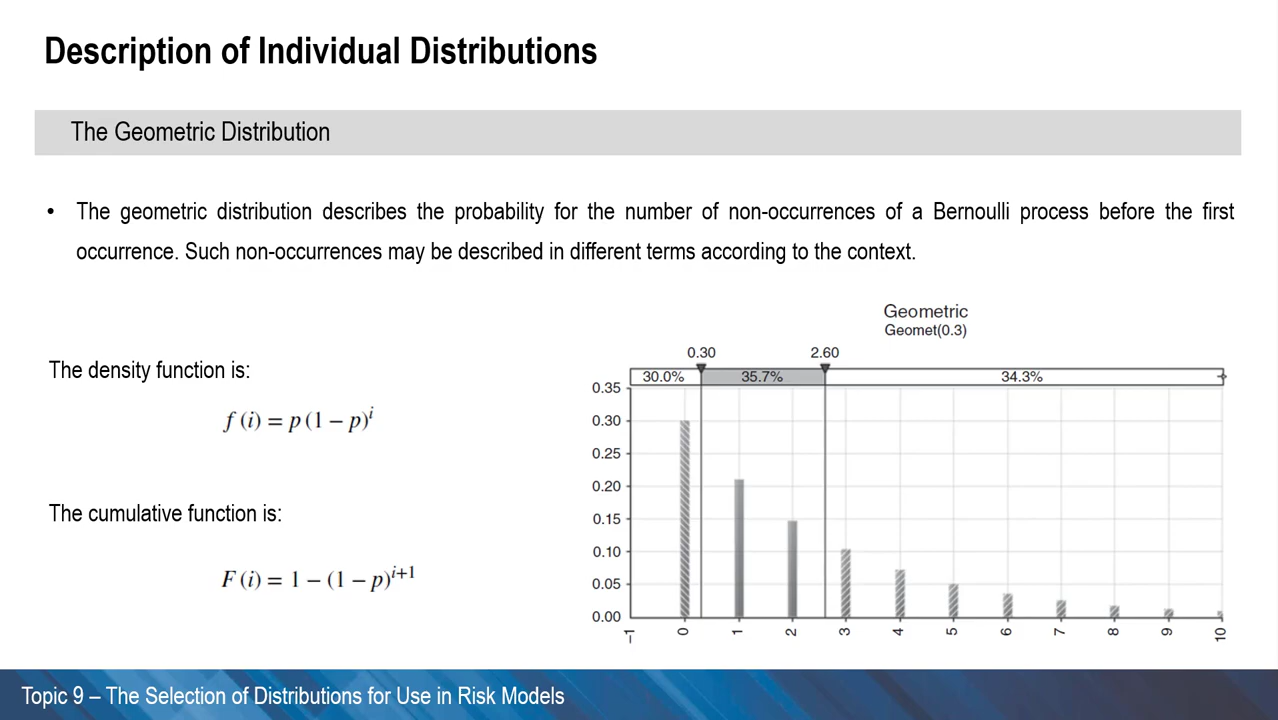 Description of Individual Distributions
The Geometric Distribution
• The geometric distribution describes the probability for the number of non-occurrences of a Bernoulli process before the first
occurrence. Such non-occurrences may be described in different terms according to the context.
The density function is:
f (i) = p (1 − p)^i
The cumulative function is:
F (i) = 1 − (1 − p)^{i+1}
Geometric
Geomet(0.3)
0.30 2.60
30.0% 35.7% 34.3%
0.35
0.30
0.25
0.20
0.15
0.10
0.05
0.00
−1 0 1 2 3 4 5 6 7 8 9 10
Topic 9 – The Selection of Distributions for Use in Risk Models